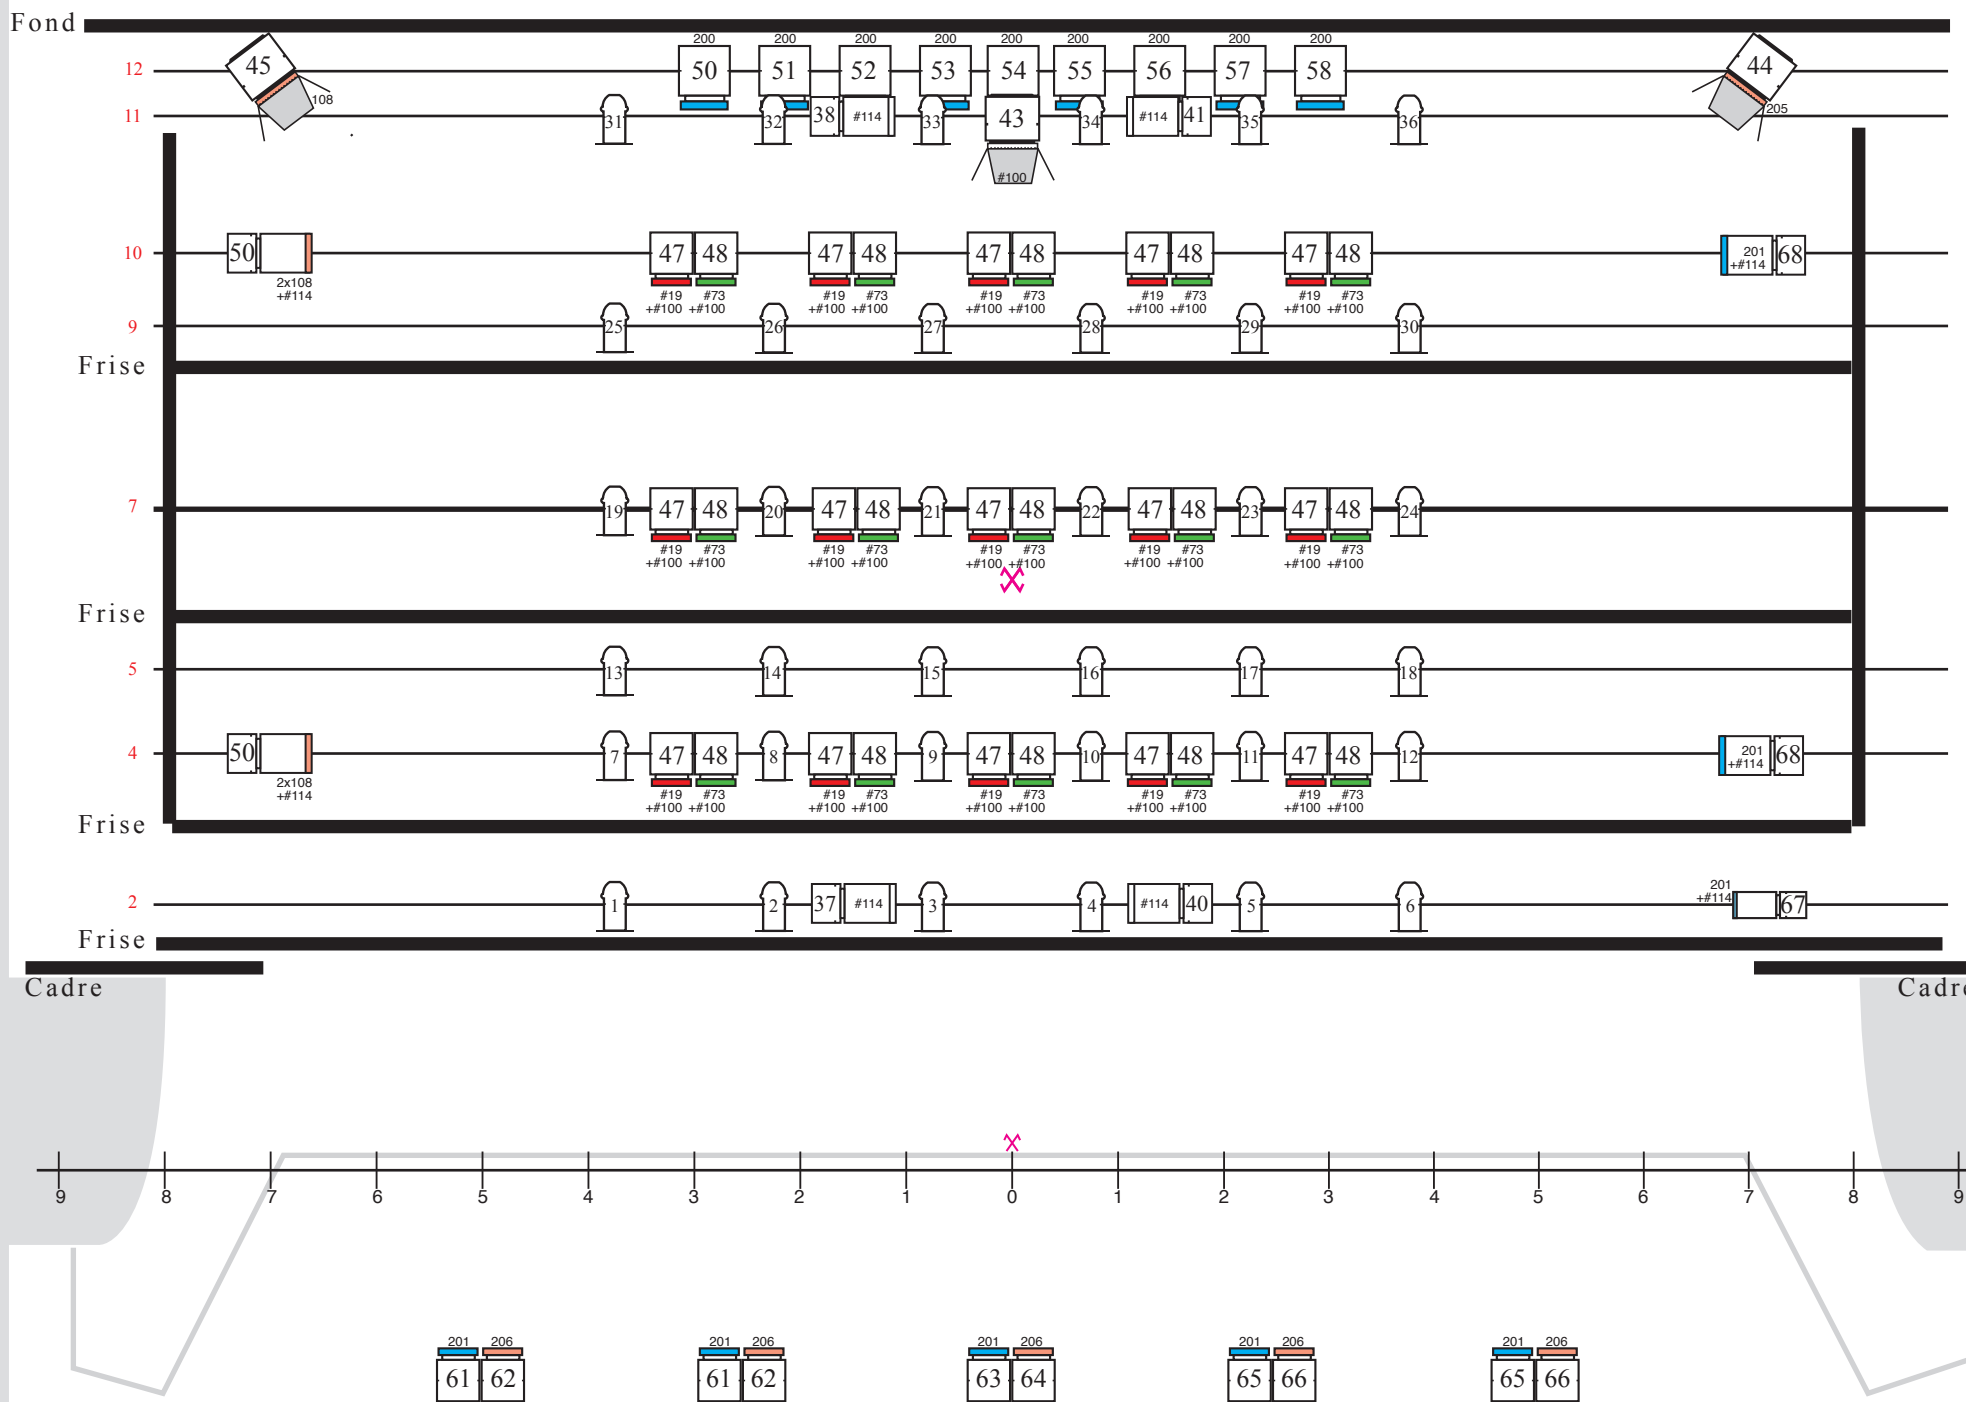 Fond
200 200 200 200 200 200 200 200 200
12 45 50 51 52 53 54 55 56 57 58 44
108 205
11 31 32 38 #114 33 43 34 #114 41 35 36
#100
10 50 47 48 47 48 47 48 47 48 47 48 201 68
+#114
2x108 #19 #73 #19 #73 #19 #73 #19 #73 #19 #73
+#114 +#100 +#100 +#100 +#100 +#100 +#100 +#100 +#100 +#100 +#100
9 25 26 27 28 29 30
Frise
7 19 47 48 20 47 48 21 47 48 22 47 48 23 47 48 24
#19 #73 #19 #73 #19 #73 #19 #73 #19 #73
+#100 +#100 +#100 +#100 +#100 +#100 +#100 +#100 +#100 +#100
Frise
5 13 14 15 16 17 18
4 50 7 47 48 8 47 48 9 47 48 10 47 48 11 47 48 12 201 68
+#114
2x108 #19 #73 #19 #73 #19 #73 #19 #73 #19 #73
+#114 +#100 +#100 +#100 +#100 +#100 +#100 +#100 +#100 +#100 +#100
Frise
201
+#114
2 1 2 37 #114 3 4 #114 40 5 6 67
Frise
Cadre Cadre
9 8 7 6 5 4 3 2 1 0 1 2 3 4 5 6 7 8 9
201 206 201 206 201 206 201 206 201 206
61 62 61 62 63 64 65 66 65 66